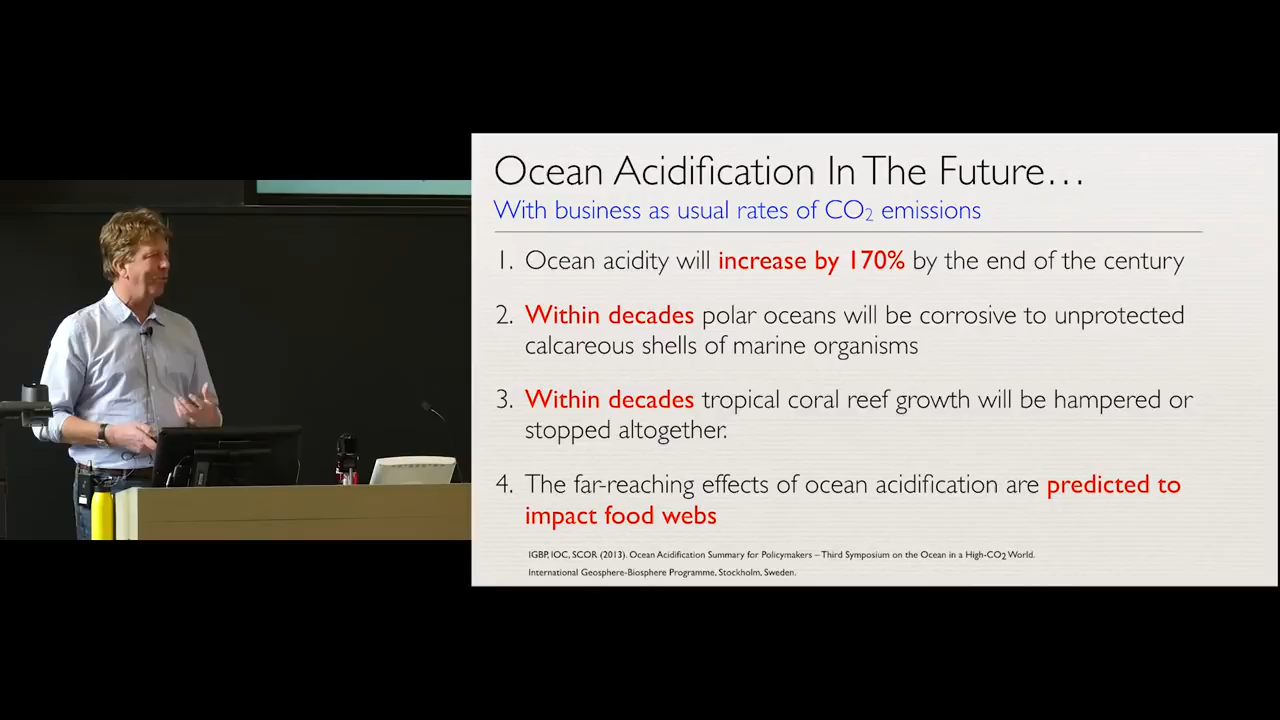 Ocean Acidification In The Future...
With business as usual rates of CO₂ emissions
1. Ocean acidity will increase by 170% by the end of the century
2. Within decades polar oceans will be corrosive to unprotected
calcareous shells of marine organisms
3. Within decades tropical coral reef growth will be hampered or
stopped altogether.
4. The far-reaching effects of ocean acidification are predicted to
impact food webs
IGBP, IOC, SCOR (2013). Ocean Acidification Summary for Policymakers – Third Symposium on the Ocean in a High-CO₂ World.
International Geosphere-Biosphere Programme, Stockholm, Sweden.